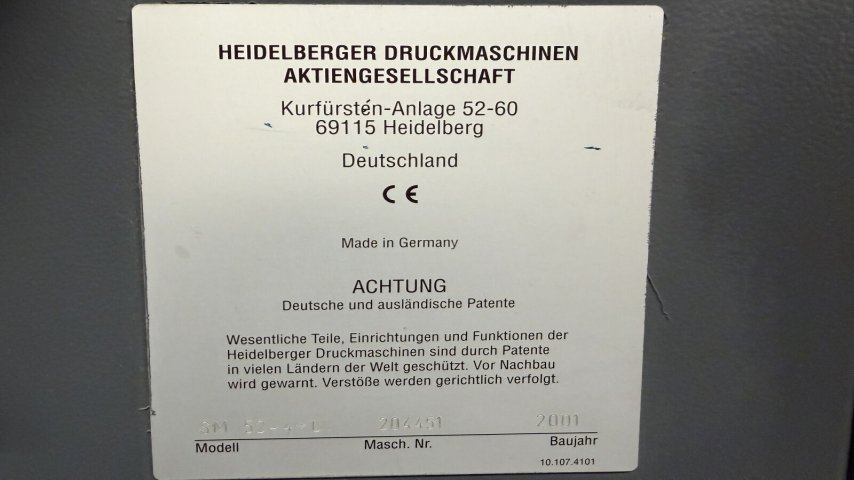 HEIDELBERGER DRUCKMASCHINEN
AKTIENGESELLSCHAFT
Kurfürsten-Anlage 52-60
69115 Heidelberg
Deutschland
CE
Made in Germany
ACHTUNG
Deutsche und ausländische Patente
Wesentliche Teile, Einrichtungen und Funktionen der
Heidelberger Druckmaschinen sind durch Patente
in vielen Ländern der Welt geschützt. Vor Nachbau
wird gewarnt. Verstöße werden gerichtlich verfolgt.
SM 204451 2001
Modell Masch. Nr. Baujahr
10.107.4101